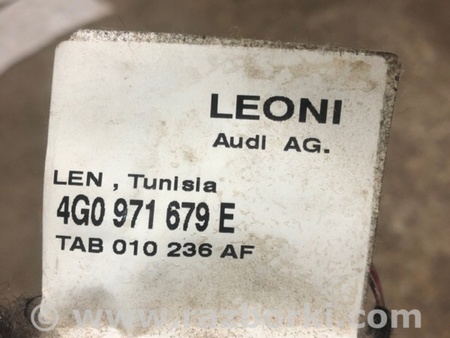 LEONI
Audi AG.
LEN , Tunisia
4G0 971 679 E
TAB 010 236 AF
© www.razborki.com